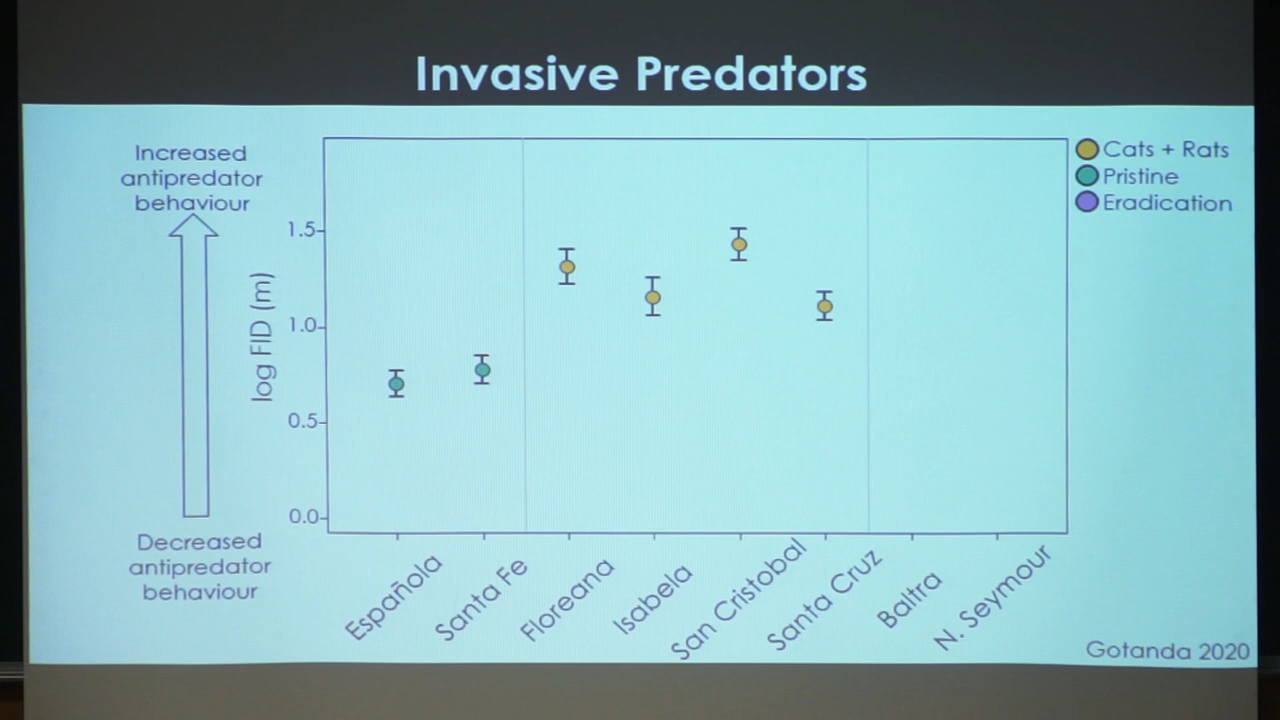 Invasive Predators
Increased
antipredator
behaviour
Decreased
antipredator
behaviour
log FID (m)
1.5
1.0
0.5
0.0
Española
Santa Fe
Floreana
Isabela
San Cristobal
Santa Cruz
Baltra
N. Seymour
Cats + Rats
Pristine
Eradication
Gotanda 2020